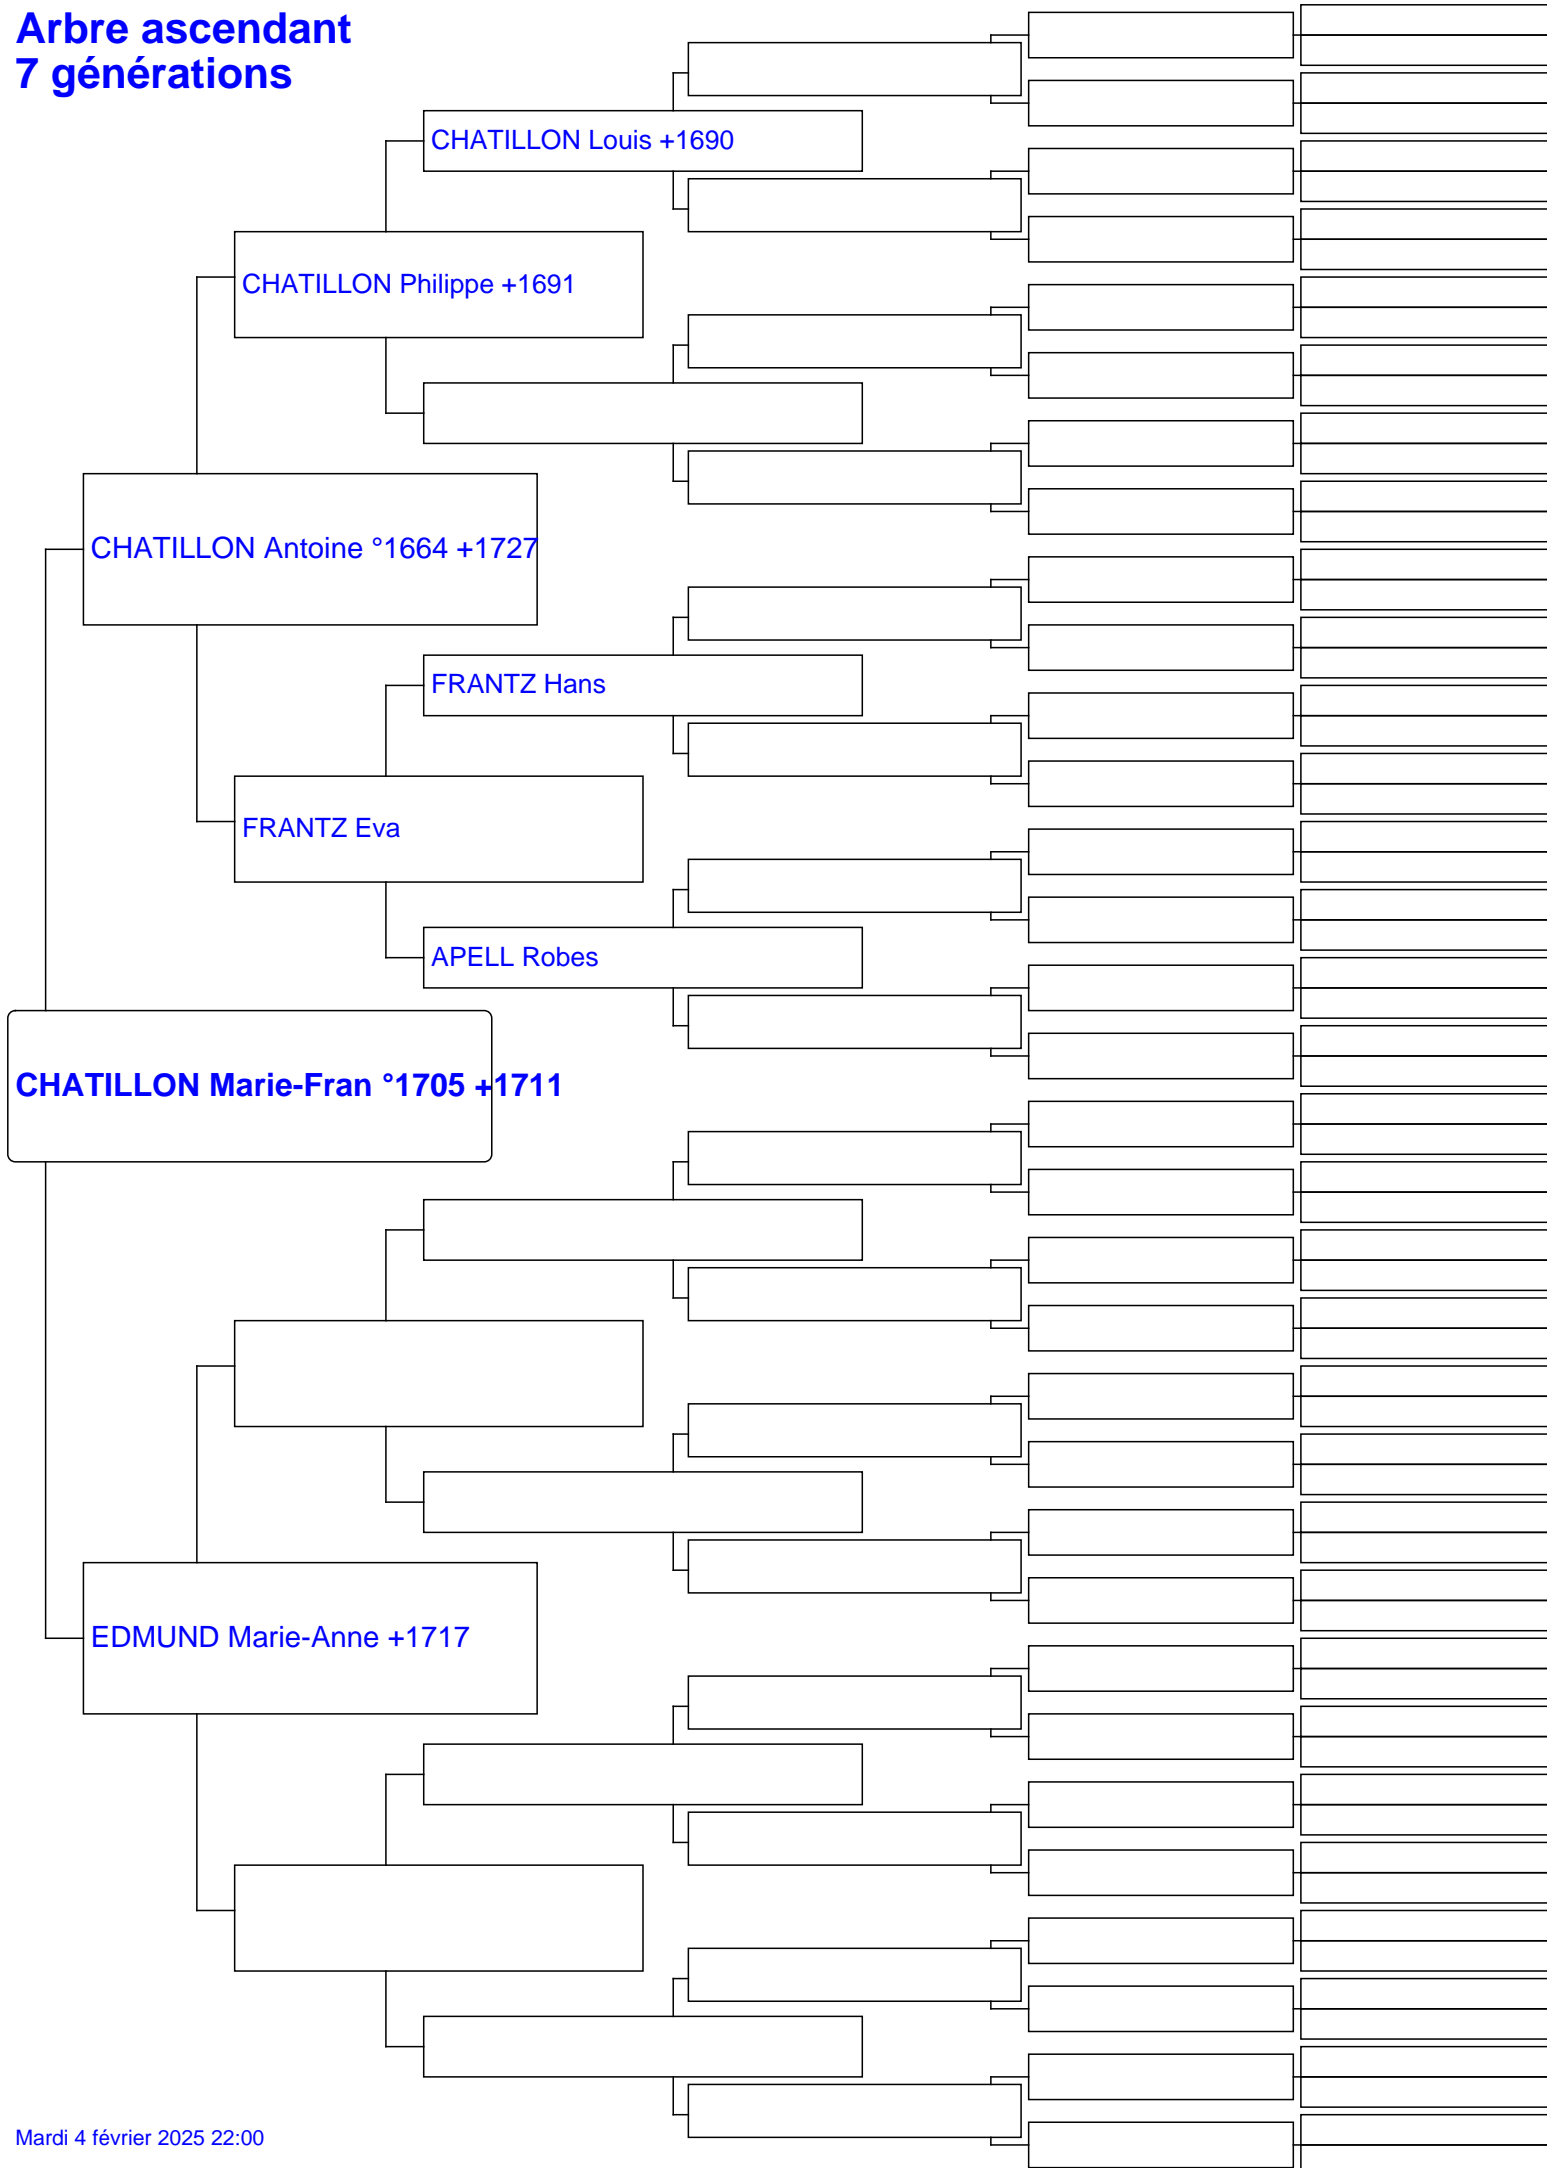 Arbre ascendant
7 générations
CHATILLON Louis +1690
CHATILLON Philippe +1691
CHATILLON Antoine °1664 +1727
FRANTZ Hans
FRANTZ Eva
APELL Robes
CHATILLON Marie-Fran °1705 +1711
EDMUND Marie-Anne +1717
Mardi 4 février 2025 22:00